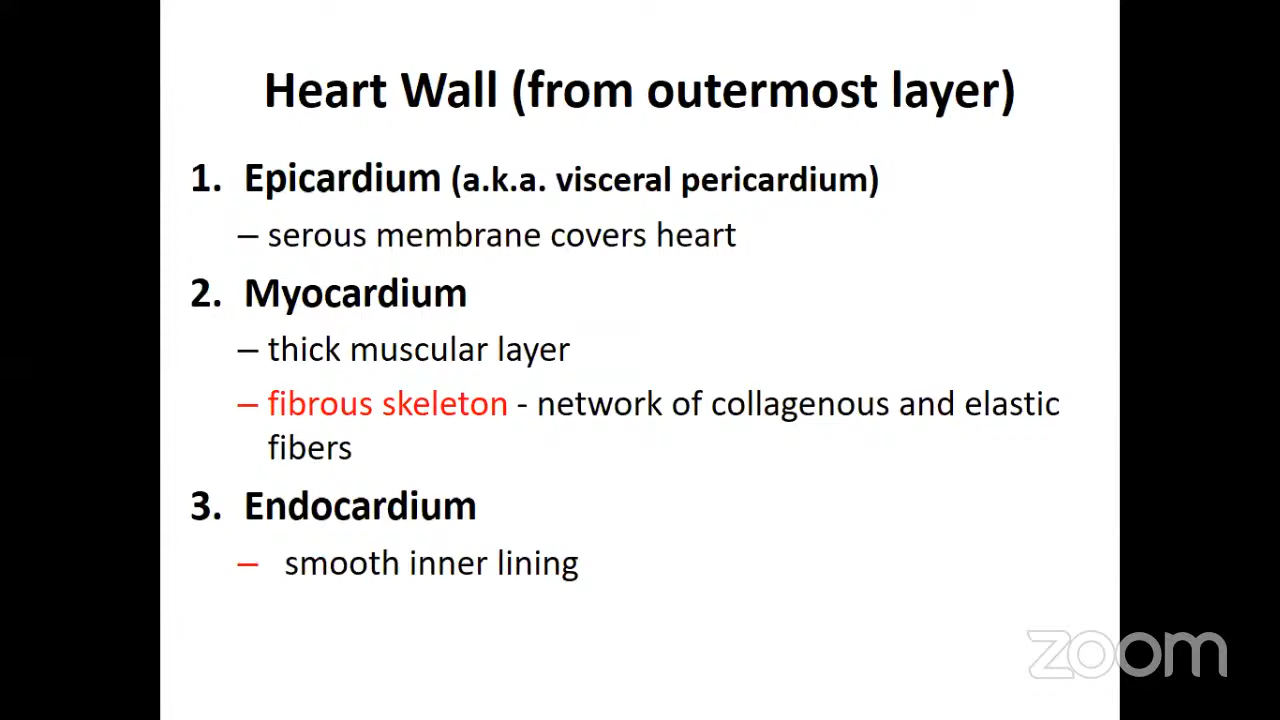 Heart Wall (from outermost layer)
1. Epicardium (a.k.a. visceral pericardium)
– serous membrane covers heart
2. Myocardium
– thick muscular layer
– fibrous skeleton - network of collagenous and elastic
fibers
3. Endocardium
– smooth inner lining
zoom